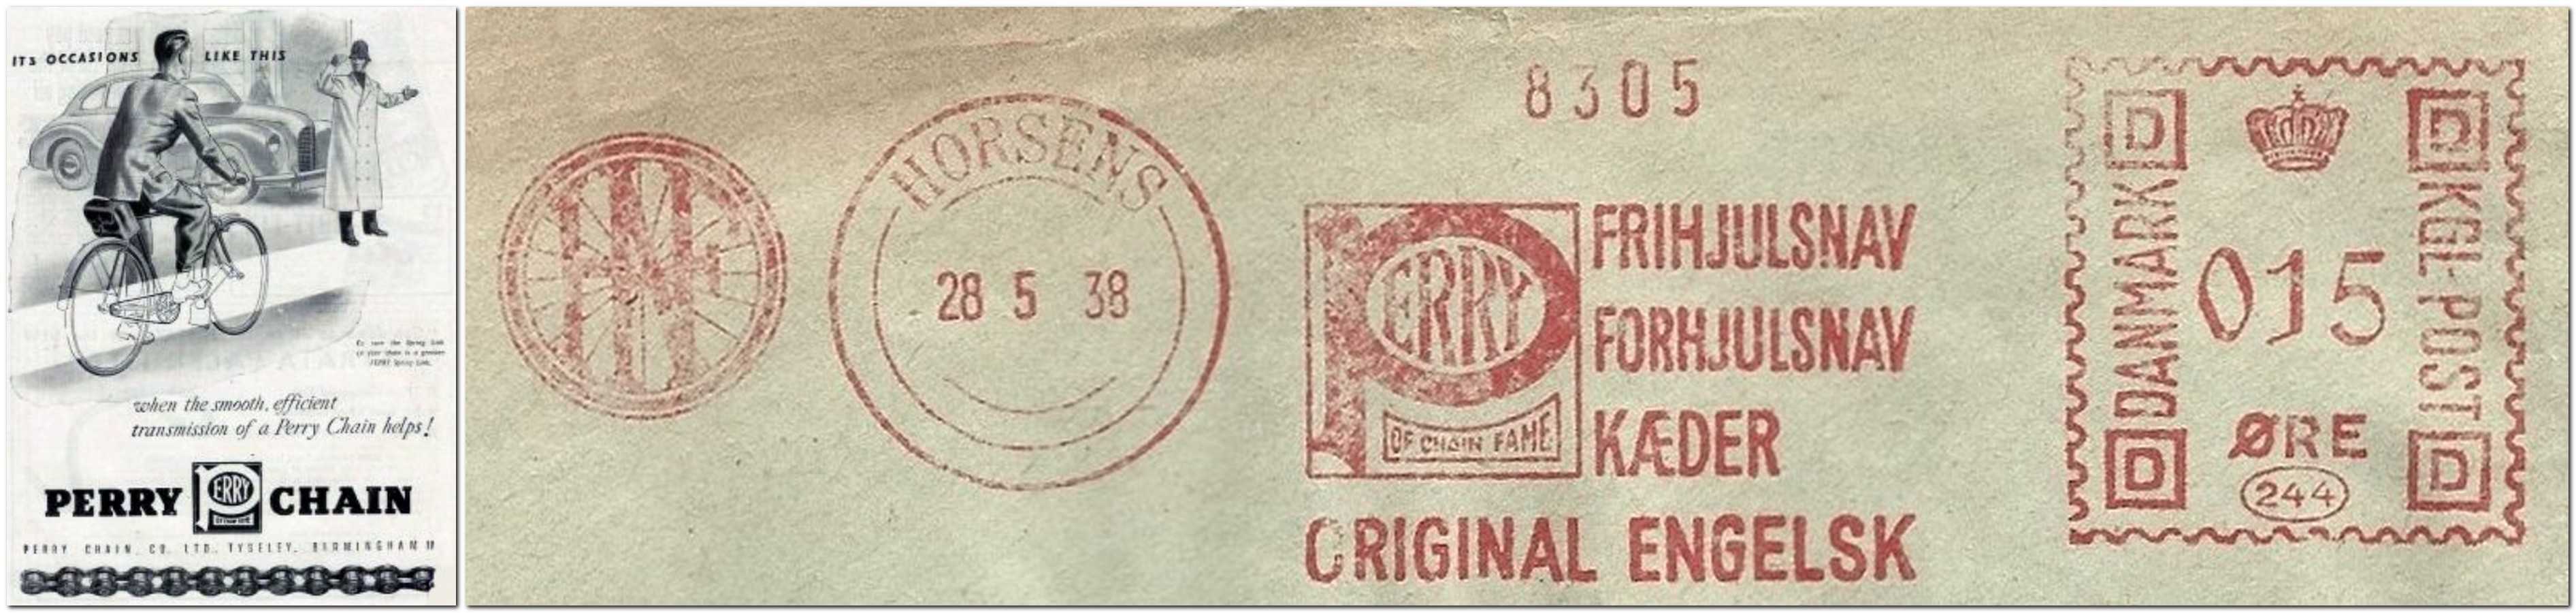 ITS OCCASIONS LIKE THIS
when the smooth, efficient
transmission of a Perry Chain helps!
PERRY PERRY CHAIN
PERRY CHAIN. CO. LTD. TYSELEY. BIRMINGHAM
HORSENS
28 5 38
8305
PERRY
OF CHAIN FAME
FRIHJULSNAV
FORHJULSNAV
KÆDER
ORIGINAL ENGELSK
D D
DANMARK
KGL·POST
015
ØRE
244
D D